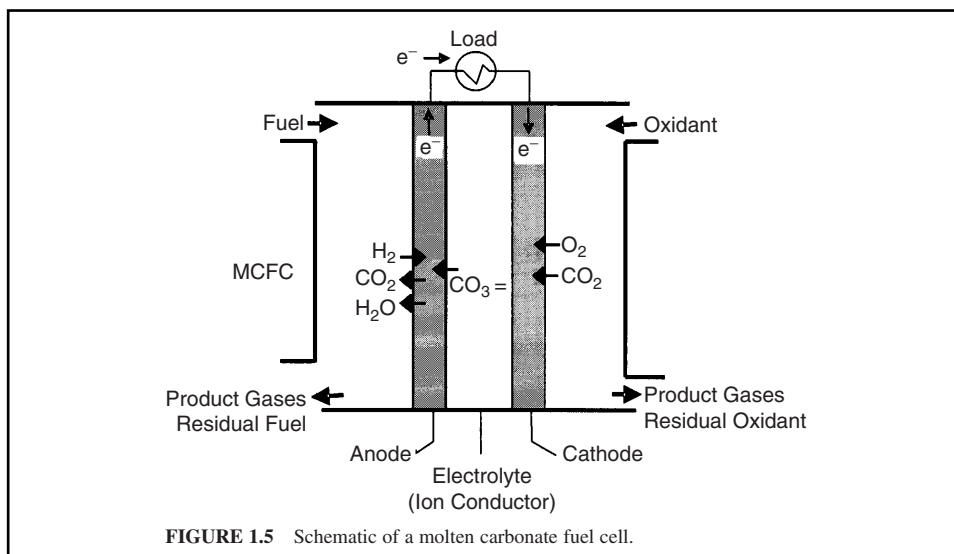 Load
e⁻
Fuel
Oxidant
e⁻
e⁻
H₂
O₂
MCFC
CO₂
CO₃ =
CO₂
H₂O
Product Gases
Residual Fuel
Product Gases
Residual Oxidant
Anode
Cathode
Electrolyte
(Ion Conductor)
FIGURE 1.5 Schematic of a molten carbonate fuel cell.